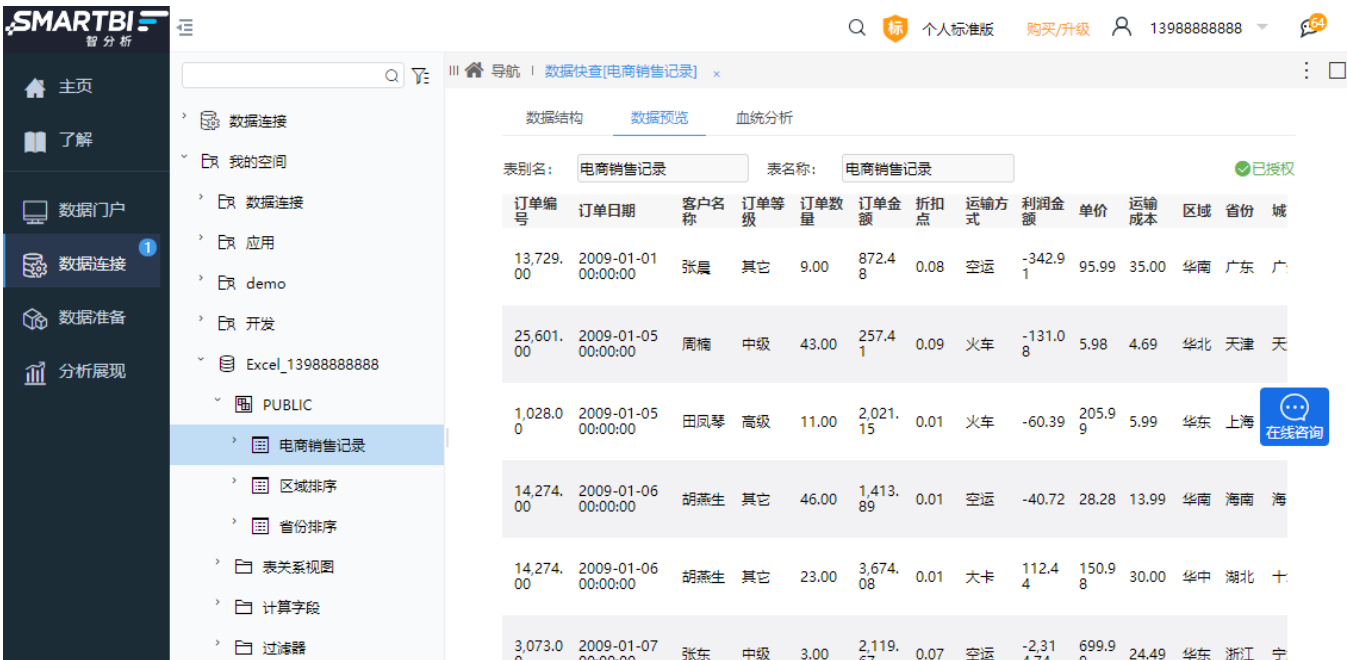 SMARTBI
智分析
标 个人标准版 购买/升级 13988888888 64
主页
了解
数据门户
数据连接 1
数据准备
分析展现
数据连接
我的空间
数据连接
应用
demo
开发
Excel_13988888888
PUBLIC
电商销售记录
区域排序
省份排序
表关系视图
计算字段
过滤器
导航 数据快查[电商销售记录] ×
数据结构 数据预览 血统分析
表别名: 电商销售记录 表名称: 电商销售记录 已授权
订单编号 订单日期 客户名称 订单等级 订单数量 订单金额 折扣点 运输方式 利润金额 单价 运输成本 区域 省份 城
13,729.00 2009-01-01 00:00:00 张晨 其它 9.00 872.48 0.08 空运 -342.91 95.99 35.00 华南 广东 广
25,601.00 2009-01-05 00:00:00 周楠 中级 43.00 257.41 0.09 火车 -131.08 5.98 4.69 华北 天津 天
1,028.00 2009-01-05 00:00:00 田凤琴 高级 11.00 2,021.15 0.01 火车 -60.39 205.99 5.99 华东 上海
在线咨询
14,274.00 2009-01-06 00:00:00 胡燕生 其它 46.00 1,413.89 0.01 空运 -40.72 28.28 13.99 华南 海南 海
14,274.00 2009-01-06 00:00:00 胡燕生 其它 23.00 3,674.08 0.01 大卡 112.44 150.98 30.00 华中 湖北 十
3,073.0 2009-01-07 张东 中级 3.00 2,119. 0.07 空运 -2,31 699.9 24.49 华东 浙江 宁